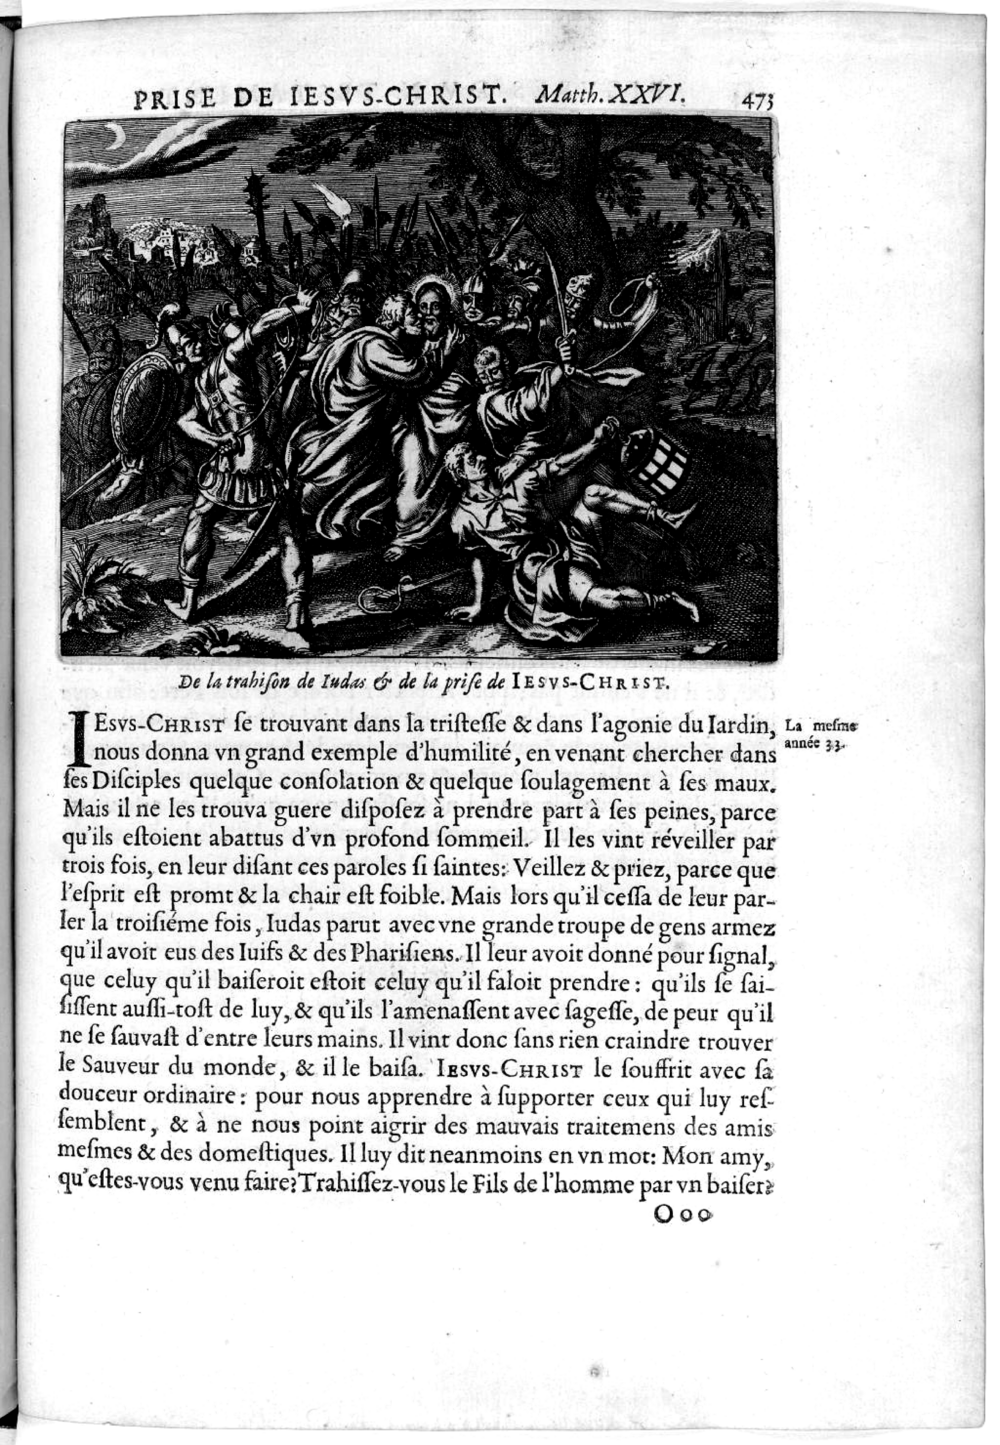 PRISE DE IESVS-CHRIST. Matth. XXVI. 473
De la trahiſon de Iudas & de la priſe de IESVS-CHRIST.
IESVS-CHRIST ſe trouvant dans la triſteſſe & dans l'agonie du Iardin,
nous donna vn grand exemple d'humilité, en venant chercher dans
ſes Diſciples quelque conſolation & quelque ſoulagement à ſes maux.
Mais il ne les trouva guere diſpoſez à prendre part à ſes peines, parce
qu'ils eſtoient abattus d'vn profond ſommeil. Il les vint réveiller par
trois fois, en leur diſant ces paroles ſi ſaintes: Veillez & priez, parce que
l'eſprit eſt promt & la chair eſt foible. Mais lors qu'il ceſſa de leur par-
ler la troiſiéme fois, Iudas parut avec vne grande troupe de gens armez
qu'il avoit eus des Iuifs & des Phariſiens. Il leur avoit donné pour ſignal,
que celuy qu'il baiſeroit eſtoit celuy qu'il faloit prendre: qu'ils ſe ſai-
ſiſſent auſſi-toſt de luy, & qu'ils l'amenaſſent avec ſageſſe, de peur qu'il
ne ſe ſauvaſt d'entre leurs mains. Il vint donc ſans rien craindre trouver
le Sauveur du monde, & il le baiſa. IESVS-CHRIST le ſouffrit avec ſa
douceur ordinaire: pour nous apprendre à ſupporter ceux qui luy reſ-
ſemblent, & à ne nous point aigrir des mauvais traitemens des amis
meſmes & des domeſtiques. Il luy dit neanmoins en vn mot: Mon amy,
qu'eſtes-vous venu faire? Trahiſſez-vous le Fils de l'homme par vn baiſer?
La meſme
année 33.
Ooo